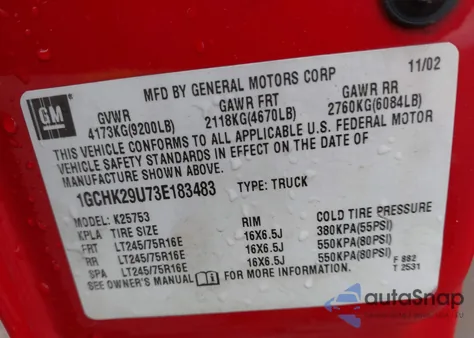 11/02
MFD BY GENERAL MOTORS CORP
GM
GVWR GAWR FRT GAWR RR
4173KG(9200LB) 2118KG(4670LB) 2760KG(6084LB)
THIS VEHICLE CONFORMS TO ALL APPLICABLE U.S. FEDERAL MOTOR
VEHICLE SAFETY STANDARDS IN EFFECT ON THE DATE OF
MANUFACTURE SHOWN ABOVE.
1GCHK29U73E183483 TYPE: TRUCK
MODEL: K25753
KPLA TIRE SIZE RIM COLD TIRE PRESSURE
FRT LT245/75R16E 16X6.5J 380KPA(55PSI)
RR LT245/75R16E 16X6.5J 550KPA(80PSI)
SPA LT245/75R16E 16X6.5J 550KPA(80PSI)
SEE OWNER'S MANUAL FOR MORE INFORMATION
F 882
T 2531
autoSnap